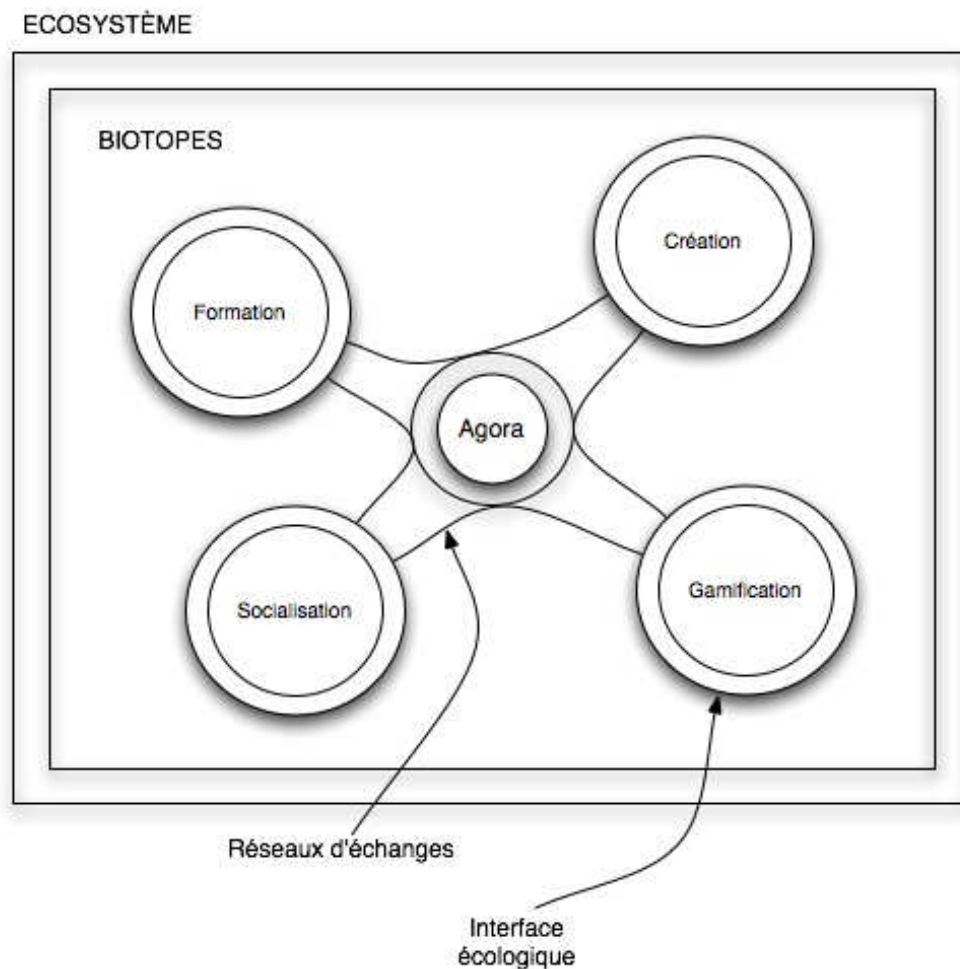 ECOSYSTÈME
BIOTOPES
Création
Formation
Agora
Gamification
Socialisation
Réseaux d'échanges
Interface
écologique